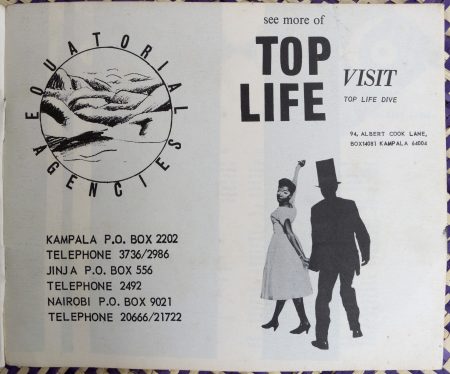 EQUATORIAL
AGENCIES
KAMPALA P.O. BOX 2202
TELEPHONE 3736/2986
JINJA P.O. BOX 556
TELEPHONE 2492
NAIROBI P.O. BOX 9021
TELEPHONE 20666/21722
see more of
TOP
LIFE
VISIT
TOP LIFE DIVE
94, ALBERT COOK LANE,
BOX14081 KAMPALA 64004